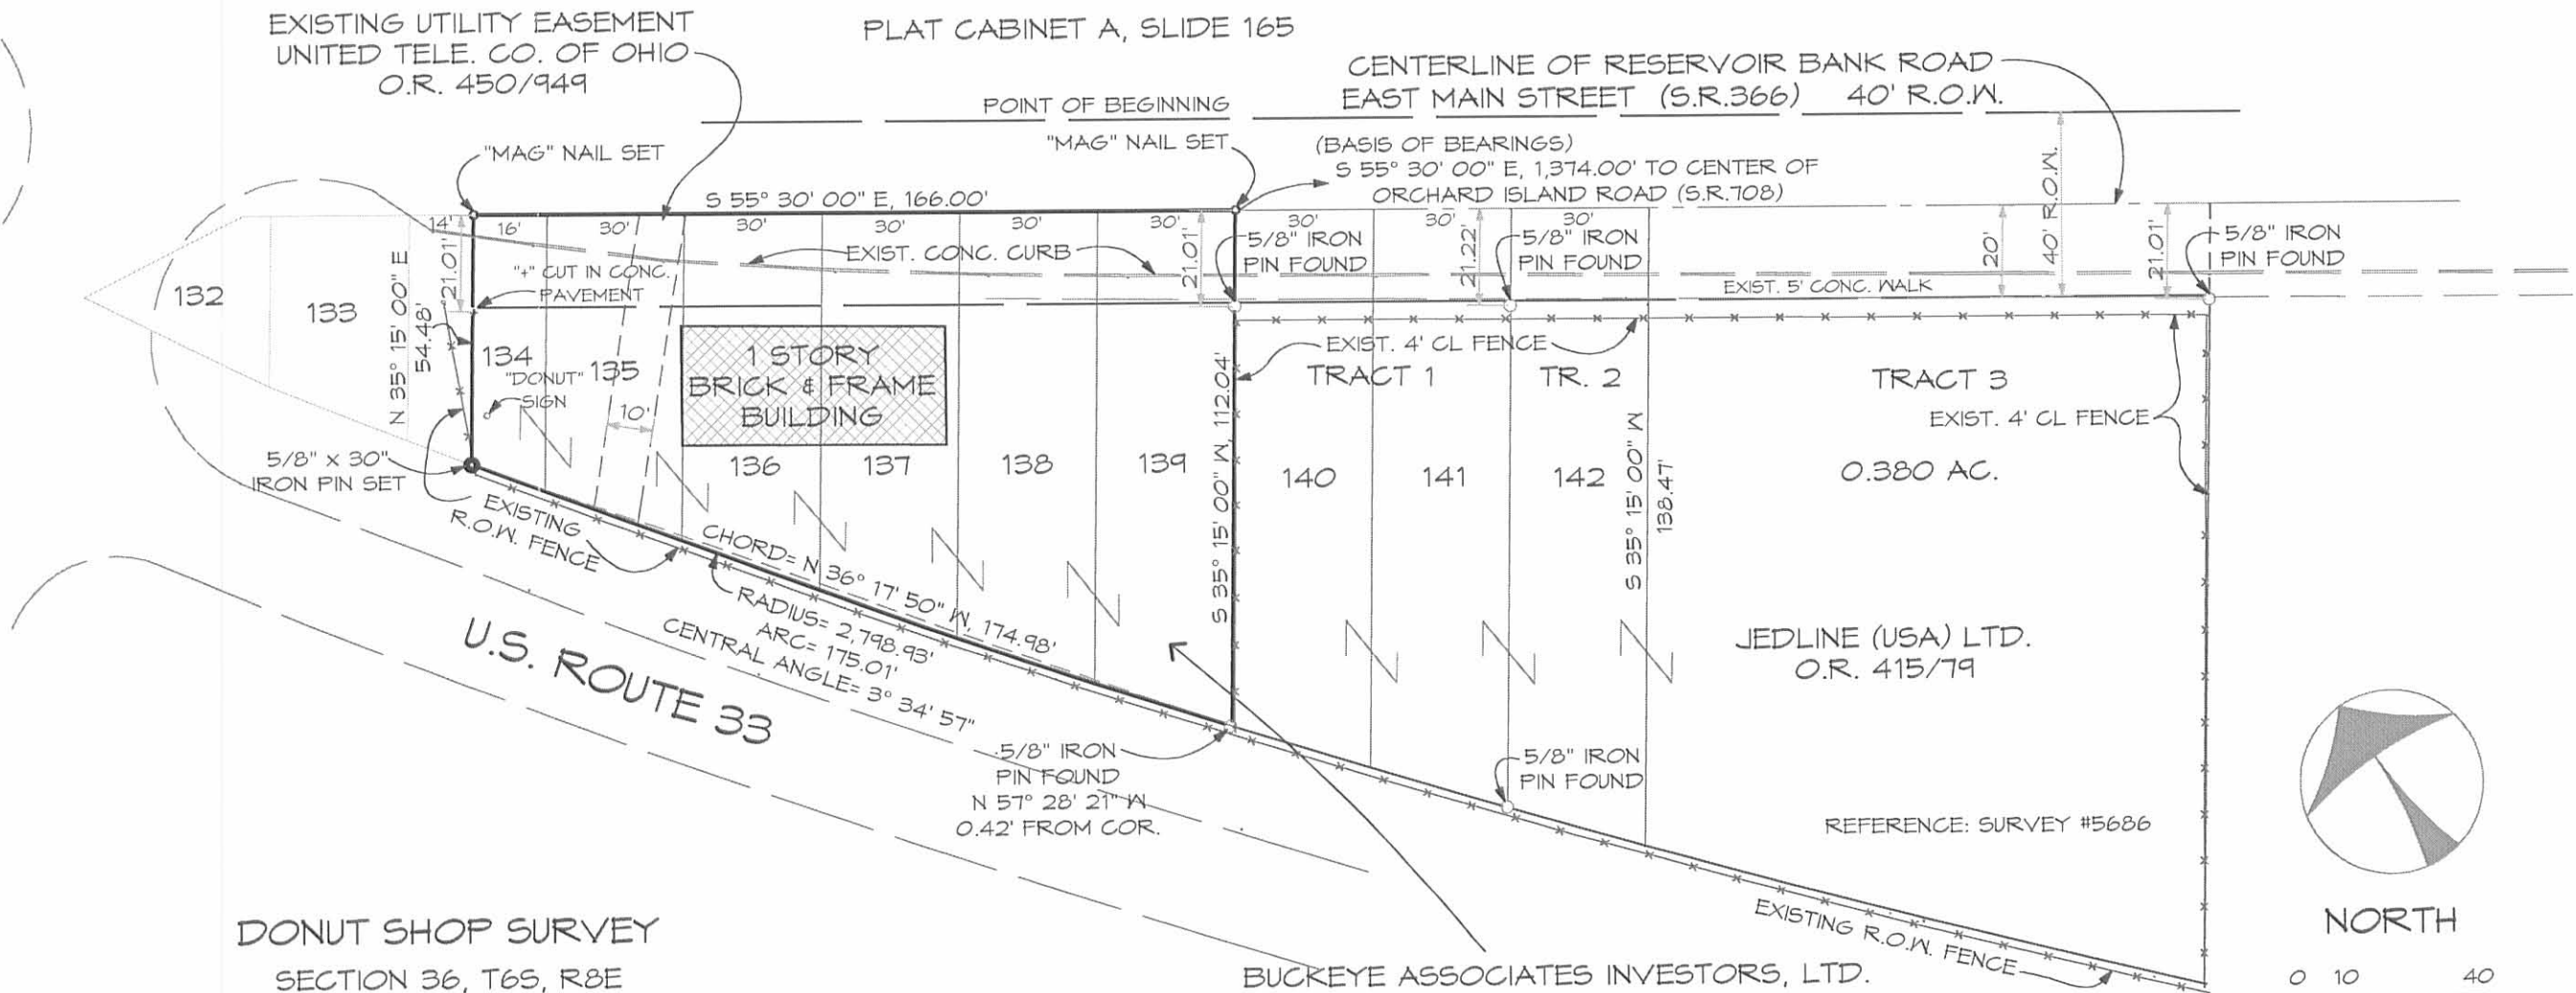 EXISTING UTILITY EASEMENT
UNITED TELE. CO. OF OHIO
O.R. 450/949
PLAT CABINET A, SLIDE 165
CENTERLINE OF RESERVOIR BANK ROAD
EAST MAIN STREET (S.R.366) 40' R.O.W.
POINT OF BEGINNING
"MAG" NAIL SET
"MAG" NAIL SET
(BASIS OF BEARINGS)
S 55° 30' 00" E, 1,374.00' TO CENTER OF
ORCHARD ISLAND ROAD (S.R.708)
S 55° 30' 00" E, 166.00'
14'
16'
30'
30'
30'
30'
30'
30'
30'
30'
21.01'
EXIST. CONC. CURB
21.01'
5/8" IRON
PIN FOUND
21.22'
5/8" IRON
PIN FOUND
20'
40' R.O.W.
21.01'
5/8" IRON
PIN FOUND
"+" CUT IN CONC.
PAVEMENT
EXIST. 5' CONC. WALK
132
133
N 35° 15' 00" E
54.48'
134
135
"DONUT"
SIGN
10'
1 STORY
BRICK & FRAME
BUILDING
EXIST. 4' CL FENCE
TRACT 1
TR. 2
TRACT 3
EXIST. 4' CL FENCE
5/8" X 30"
IRON PIN SET
136
137
138
139
140
141
142
0.380 AC.
S 35° 15' 00" W, 112.04'
S 35° 15' 00" W
138.47'
EXISTING
R.O.W. FENCE
CHORD= N 36° 17' 50" W, 174.98'
RADIUS= 2,798.93'
ARC= 175.01'
CENTRAL ANGLE= 3° 34' 57"
U.S. ROUTE 33
JEDLINE (USA) LTD.
O.R. 415/79
5/8" IRON
PIN FOUND
N 57° 28' 21" W
0.42' FROM COR.
5/8" IRON
PIN FOUND
REFERENCE: SURVEY #5686
EXISTING R.O.W. FENCE
NORTH
0 10 40
DONUT SHOP SURVEY
SECTION 36, T6S, R8E
BUCKEYE ASSOCIATES INVESTORS, LTD.